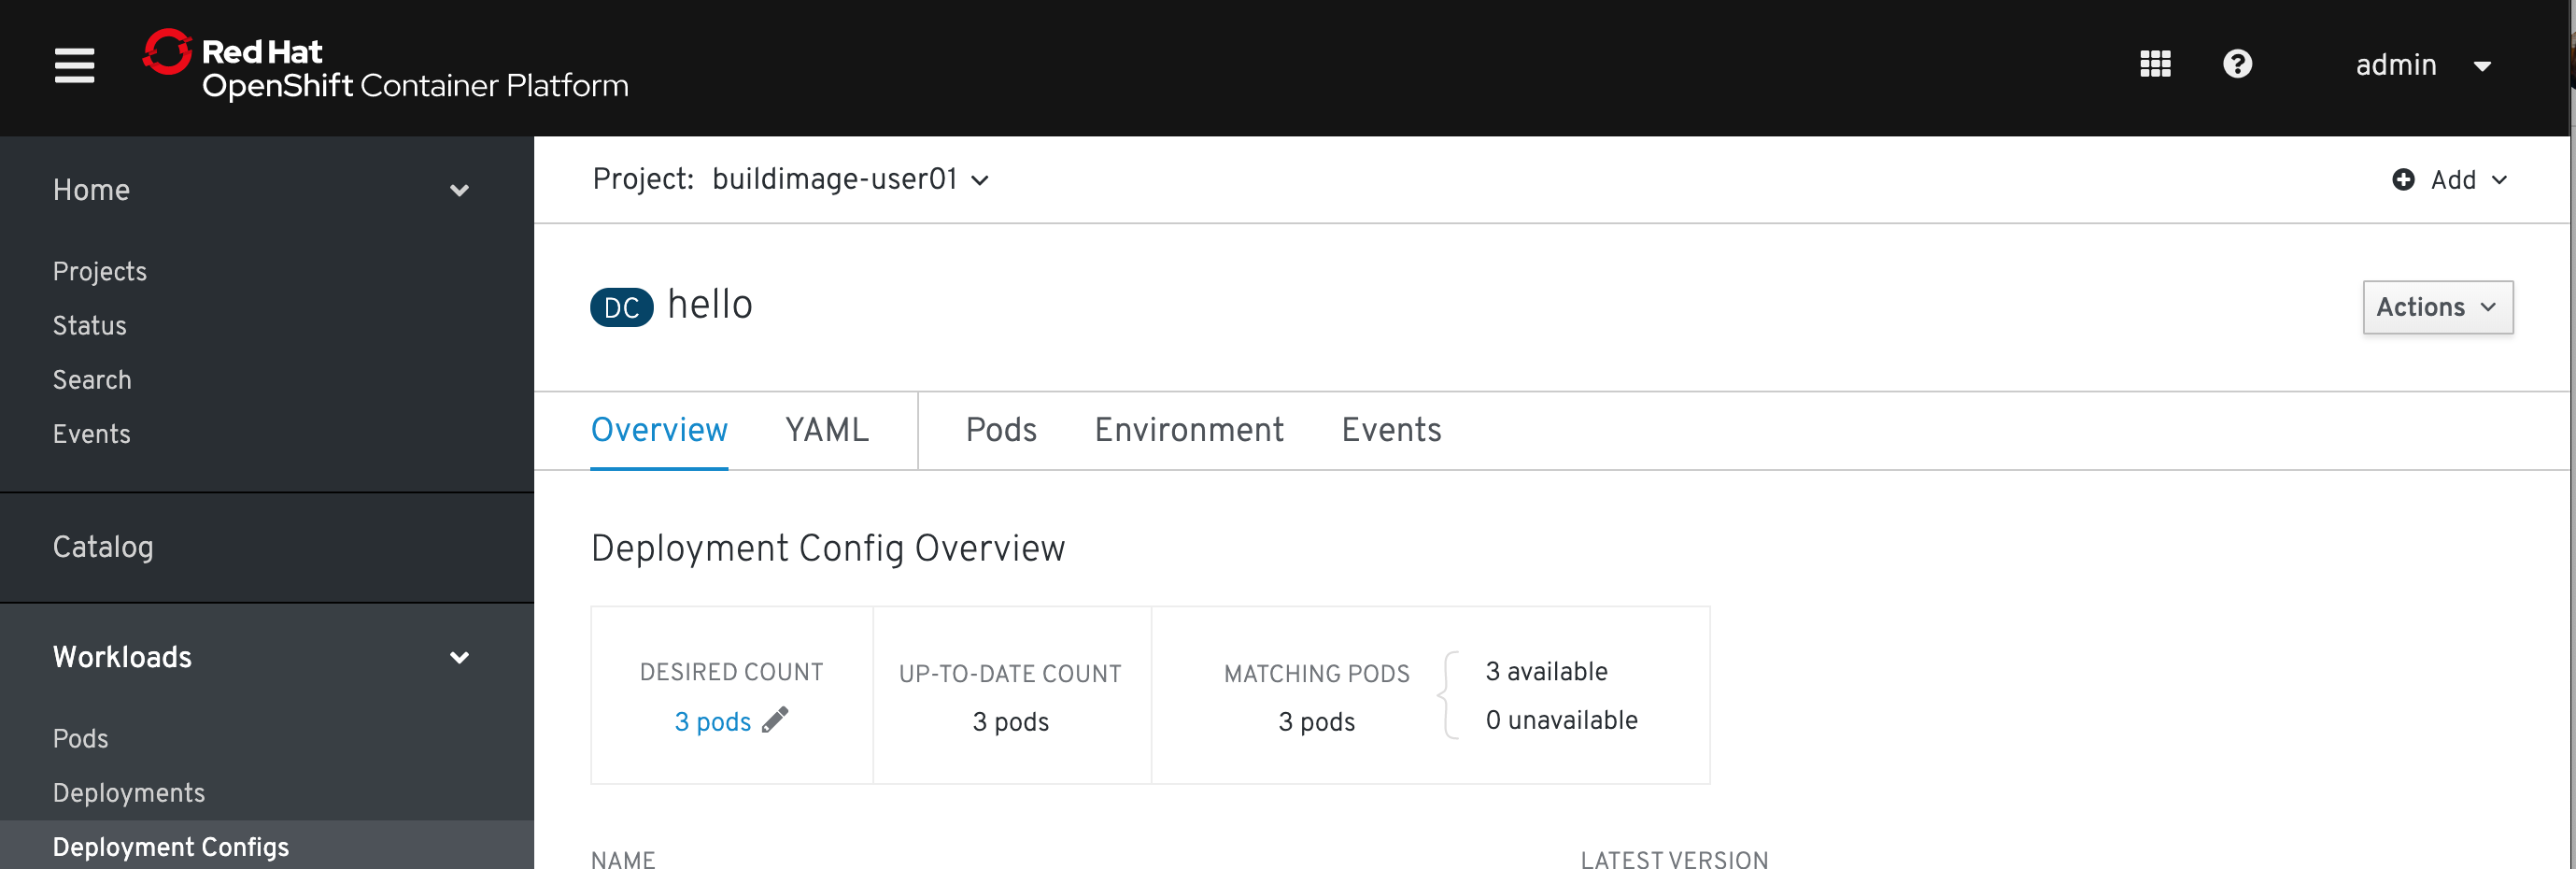 Red Hat
OpenShift Container Platform
admin
Home
Projects
Status
Search
Events
Catalog
Workloads
Pods
Deployments
Deployment Configs
Project: buildimage-user01
Add
DC hello
Actions
Overview YAML Pods Environment Events
Deployment Config Overview
DESIRED COUNT
3 pods
UP-TO-DATE COUNT
3 pods
MATCHING PODS
3 pods
3 available
0 unavailable
NAME
LATEST VERSION